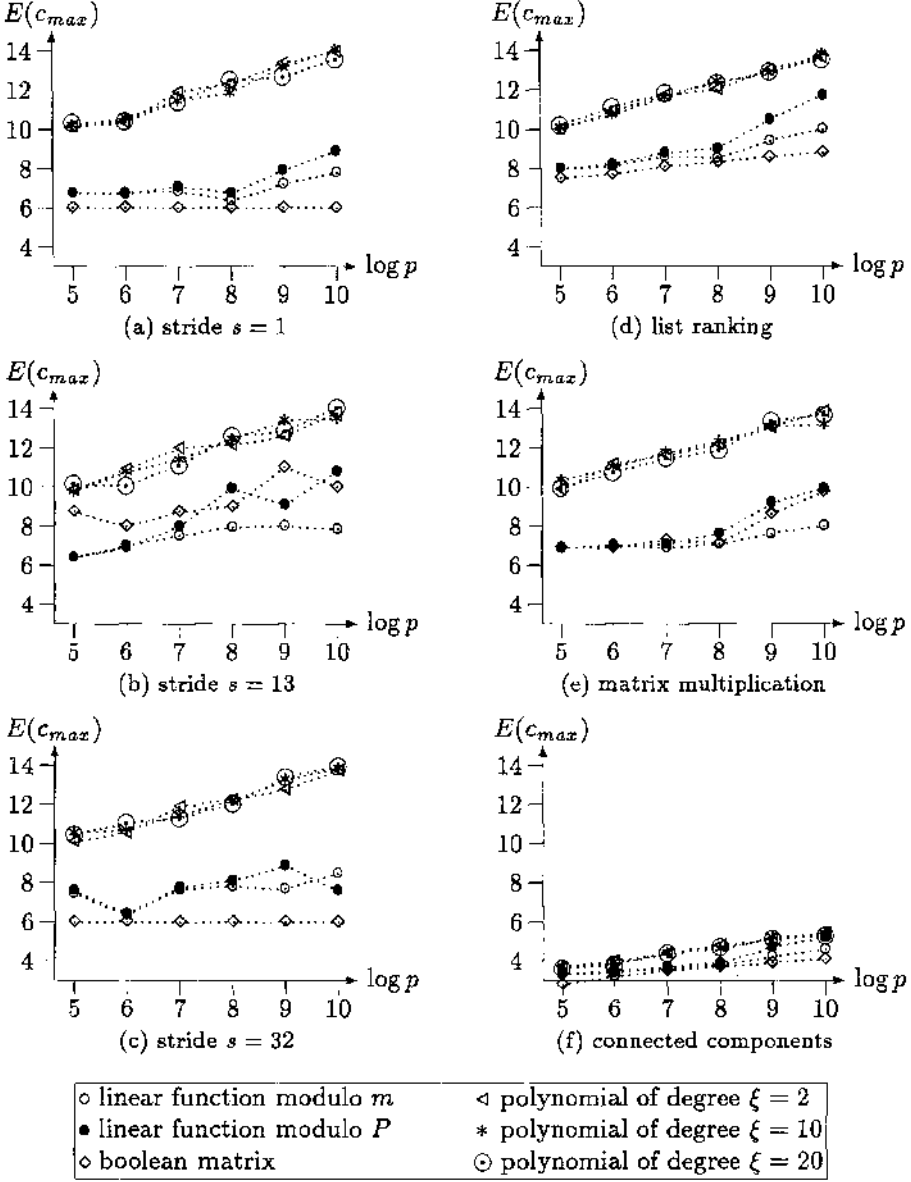 E(c_max)
14
12
10
8
6
4
5 6 7 8 9 10
log p
(a) stride s = 1
E(c_max)
14
12
10
8
6
4
5 6 7 8 9 10
log p
(d) list ranking
E(c_max)
14
12
10
8
6
4
5 6 7 8 9 10
log p
(b) stride s = 13
E(c_max)
14
12
10
8
6
4
5 6 7 8 9 10
log p
(e) matrix multiplication
E(c_max)
14
12
10
8
6
4
5 6 7 8 9 10
log p
(c) stride s = 32
E(c_max)
14
12
10
8
6
4
5 6 7 8 9 10
log p
(f) connected components
linear function modulo m
linear function modulo P
boolean matrix
polynomial of degree ξ = 2
polynomial of degree ξ = 10
polynomial of degree ξ = 20